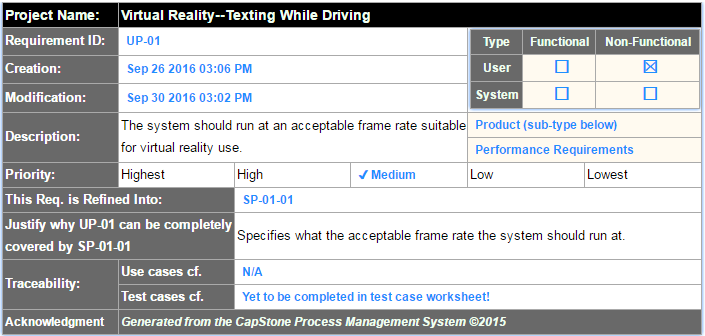 Project Name: Virtual Reality--Texting While Driving
Requirement ID: UP-01
Type Functional Non-Functional
Creation: Sep 26 2016 03:06 PM
User ☐ ☒
Modification: Sep 30 2016 03:02 PM
System ☐ ☐
Description: The system should run at an acceptable frame rate suitable
for virtual reality use.
Product (sub-type below)
Performance Requirements
Priority: Highest High ✓ Medium Low Lowest
This Req. is Refined Into: SP-01-01
Justify why UP-01 can be completely
covered by SP-01-01
Specifies what the acceptable frame rate the system should run at.
Traceability: Use cases cf. N/A
Test cases cf. Yet to be completed in test case worksheet!
Acknowledgment Generated from the CapStone Process Management System ©2015